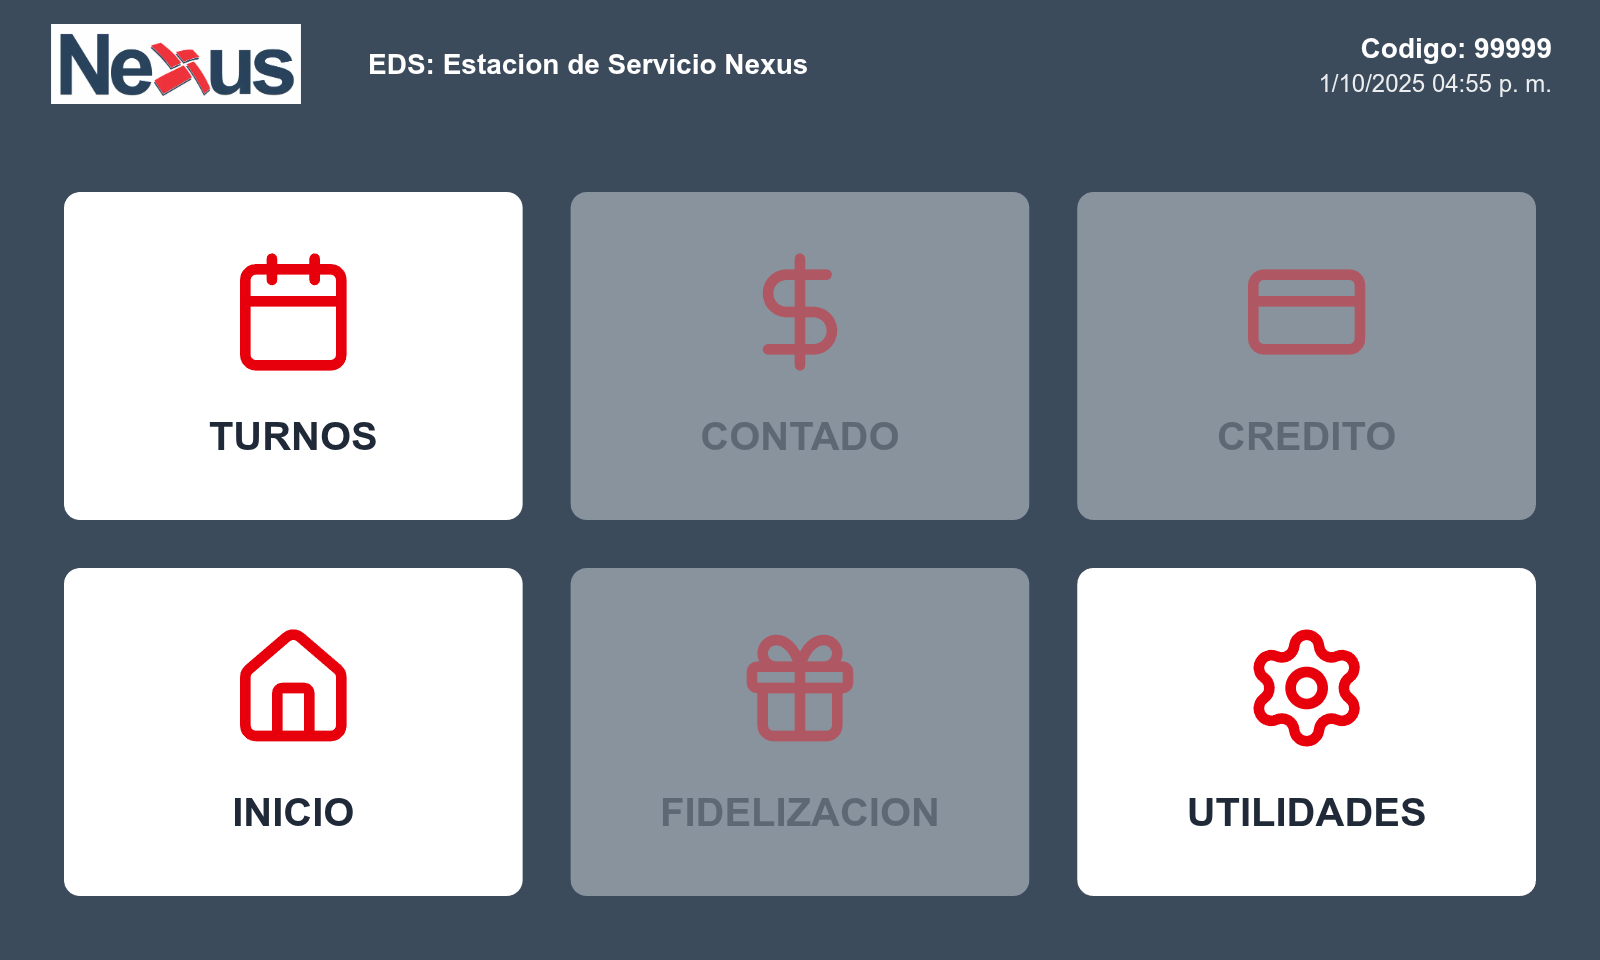 Nexus
EDS: Estacion de Servicio Nexus
Codigo: 99999
1/10/2025 04:55 p. m.
TURNOS
CONTADO
CREDITO
INICIO
FIDELIZACION
UTILIDADES